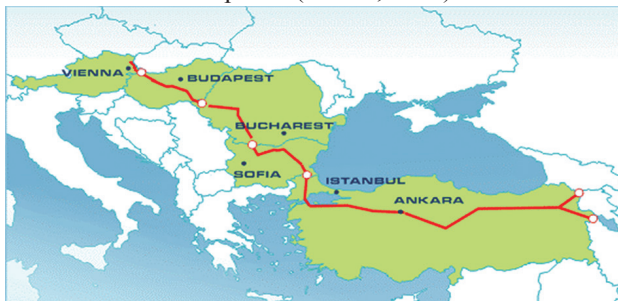 VIENNA
BUDAPEST
BUCHAREST
SOFIA
ISTANBUL
ANKARA